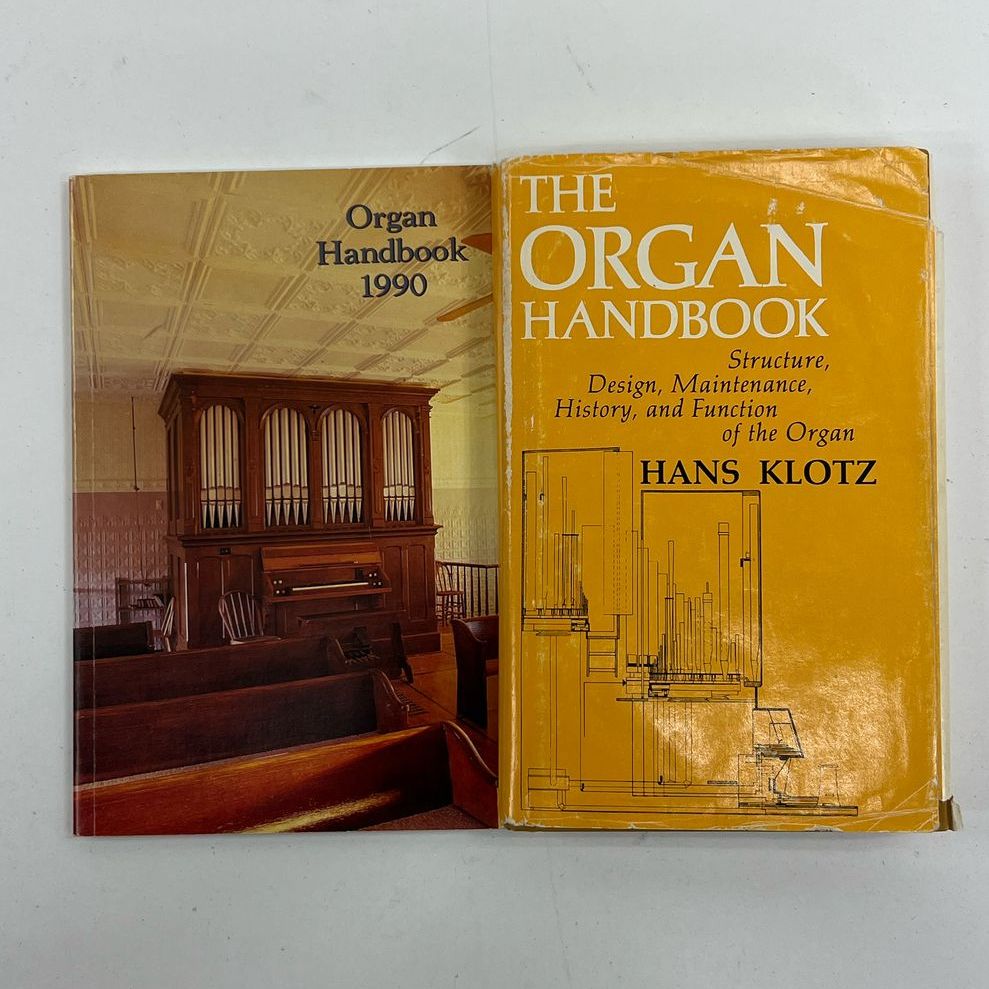 Organ
Handbook
1990
THE
ORGAN
HANDBOOK
Structure,
Design, Maintenance,
History, and Function
of the Organ
HANS KLOTZ